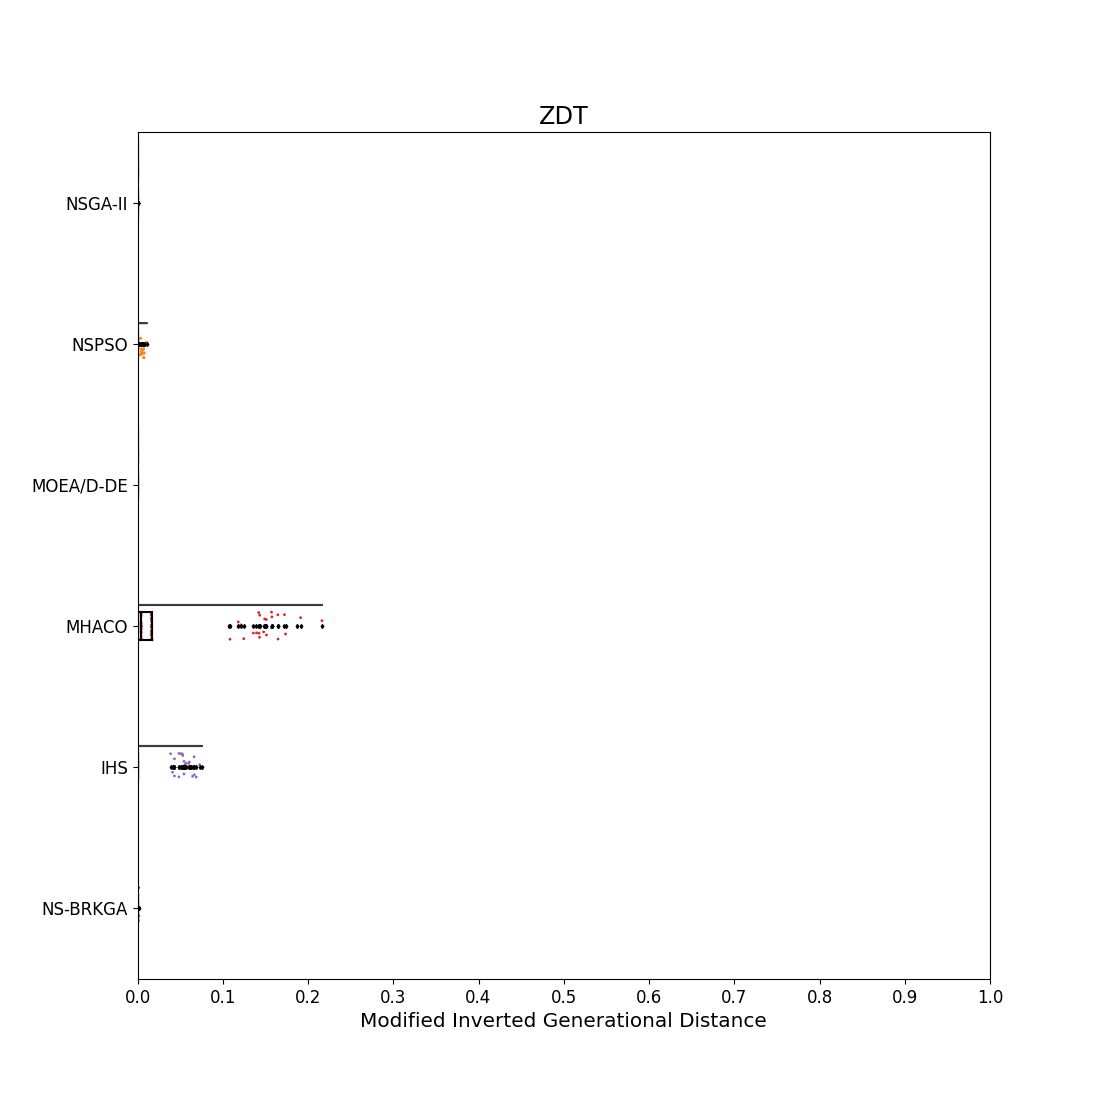 ZDT
NSGA-II
NSPSO
MOEA/D-DE
MHACO
IHS
NS-BRKGA
0.0 0.1 0.2 0.3 0.4 0.5 0.6 0.7 0.8 0.9 1.0
Modified Inverted Generational Distance